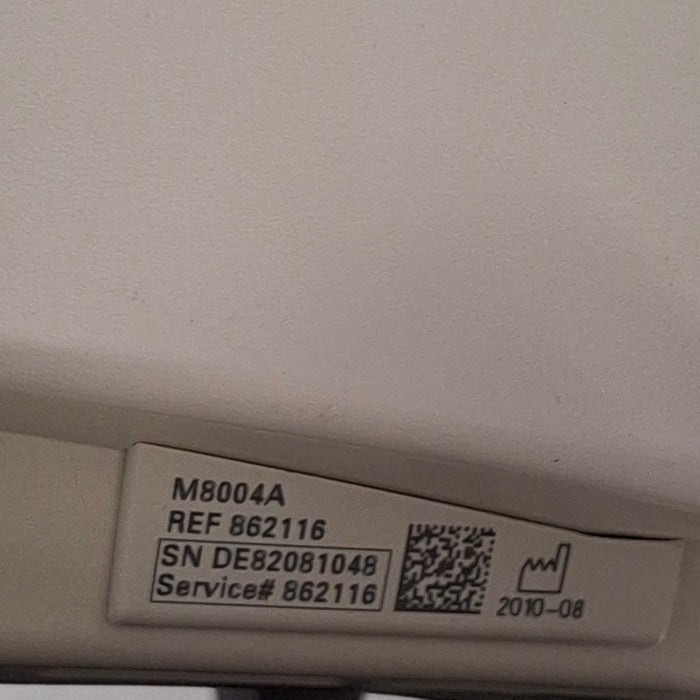 M8004A
REF 862116
SN DE82081048
Service# 862116
2010-08